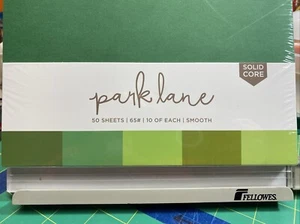 SOLID
CORE
park lane
50 SHEETS | 65# | 10 OF EACH | SMOOTH
FELLOWES